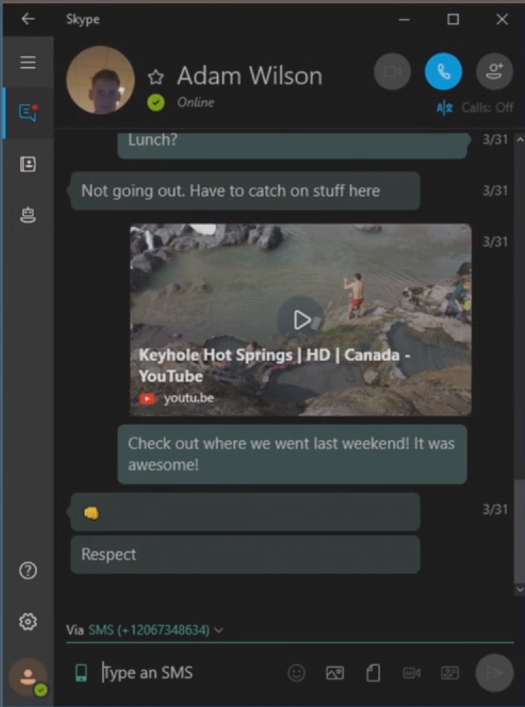 Skype
Adam Wilson
Online
Calls: Off
Lunch?
3/31
Not going out. Have to catch on stuff here
3/31
3/31
Keyhole Hot Springs | HD | Canada -
YouTube
youtu.be
Check out where we went last weekend! It was
awesome!
3/31
Respect
Via SMS (+12067348634)
Type an SMS